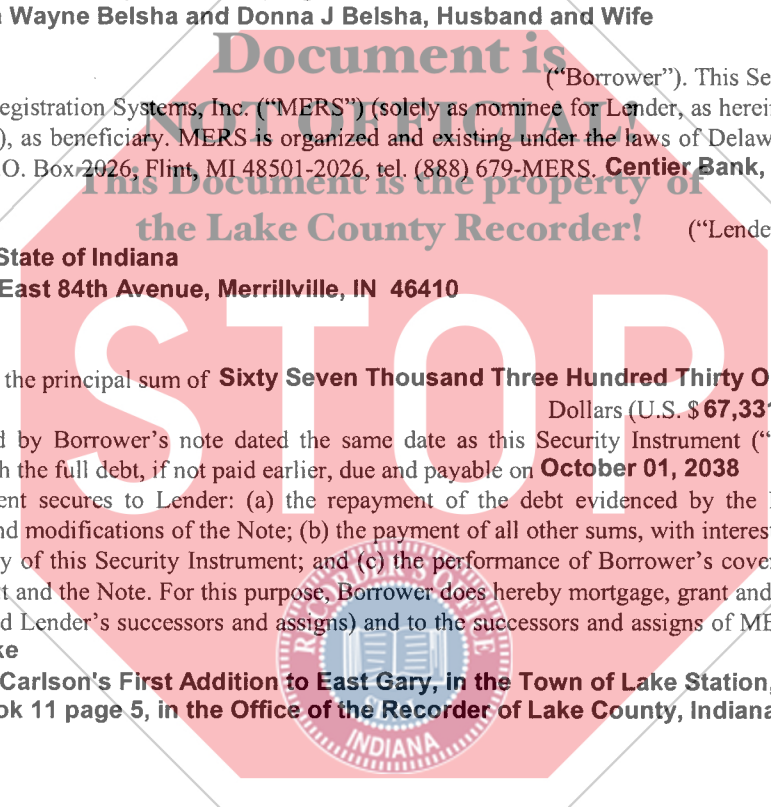 Wayne Belsha and Donna J Belsha, Husband and Wife
Document is
("Borrower"). This Se
egistration Systems, Inc. ("MERS") (solely as nominee for Lender, as herei
NOT OFFICIAL!
), as beneficiary. MERS is organized and existing under the laws of Delaw
O. Box 2026, Flint, MI 48501-2026, tel. (888) 679-MERS. Centier Bank,
This Document is the property of
the Lake County Recorder!
("Lende
State of Indiana
East 84th Avenue, Merrillville, IN 46410
STOP
the principal sum of Sixty Seven Thousand Three Hundred Thirty O
Dollars (U.S. $ 67,331
d by Borrower's note dated the same date as this Security Instrument ("
h the full debt, if not paid earlier, due and payable on October 01, 2038
ent secures to Lender: (a) the repayment of the debt evidenced by the
nd modifications of the Note; (b) the payment of all other sums, with interest
y of this Security Instrument; and (c) the performance of Borrower's cove
t and the Note. For this purpose, Borrower does hereby mortgage, grant and
d Lender's successors and assigns) and to the successors and assigns of ME
ke
Carlson's First Addition to East Gary, in the Town of Lake Station,
ok 11 page 5, in the Office of the Recorder of Lake County, Indiana
RECORDER'S OFFICE
INDIANA